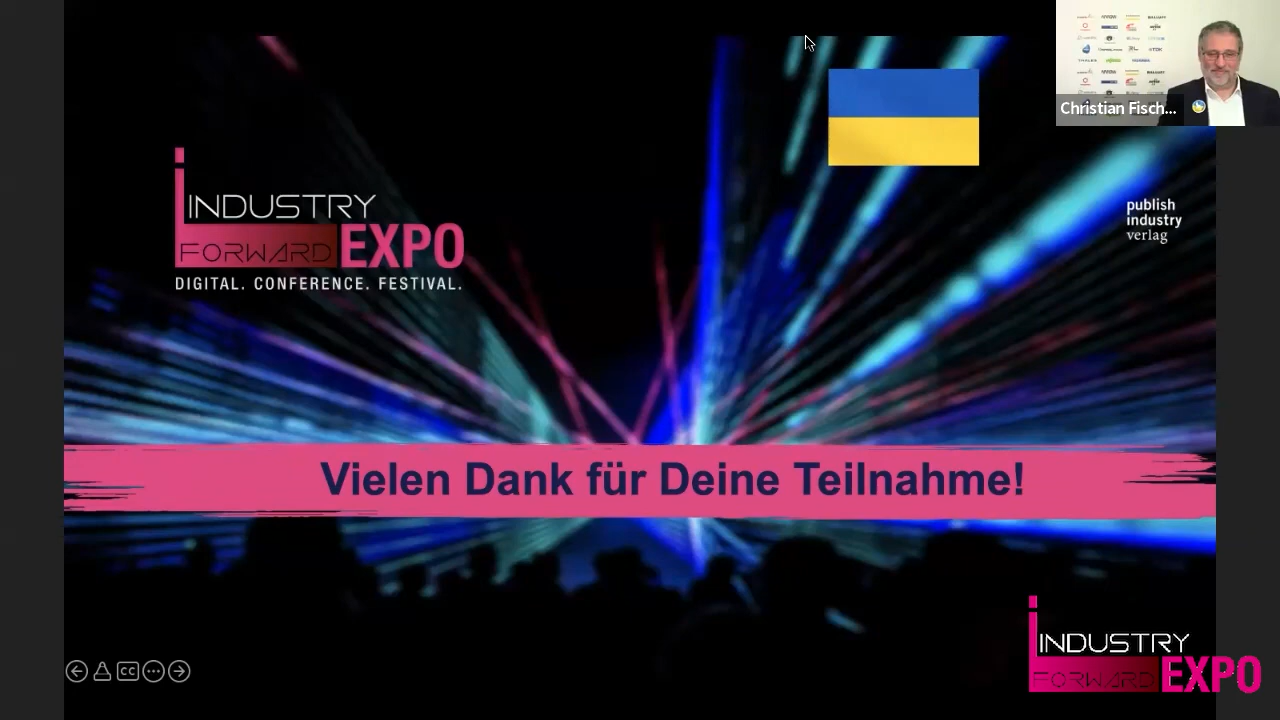 Christian Fisch...
INDUSTRY
FORWARD EXPO
DIGITAL. CONFERENCE. FESTIVAL.
publish
industry
verlag
Vielen Dank für Deine Teilnahme!
CC
INDUSTRY
FORWARD EXPO